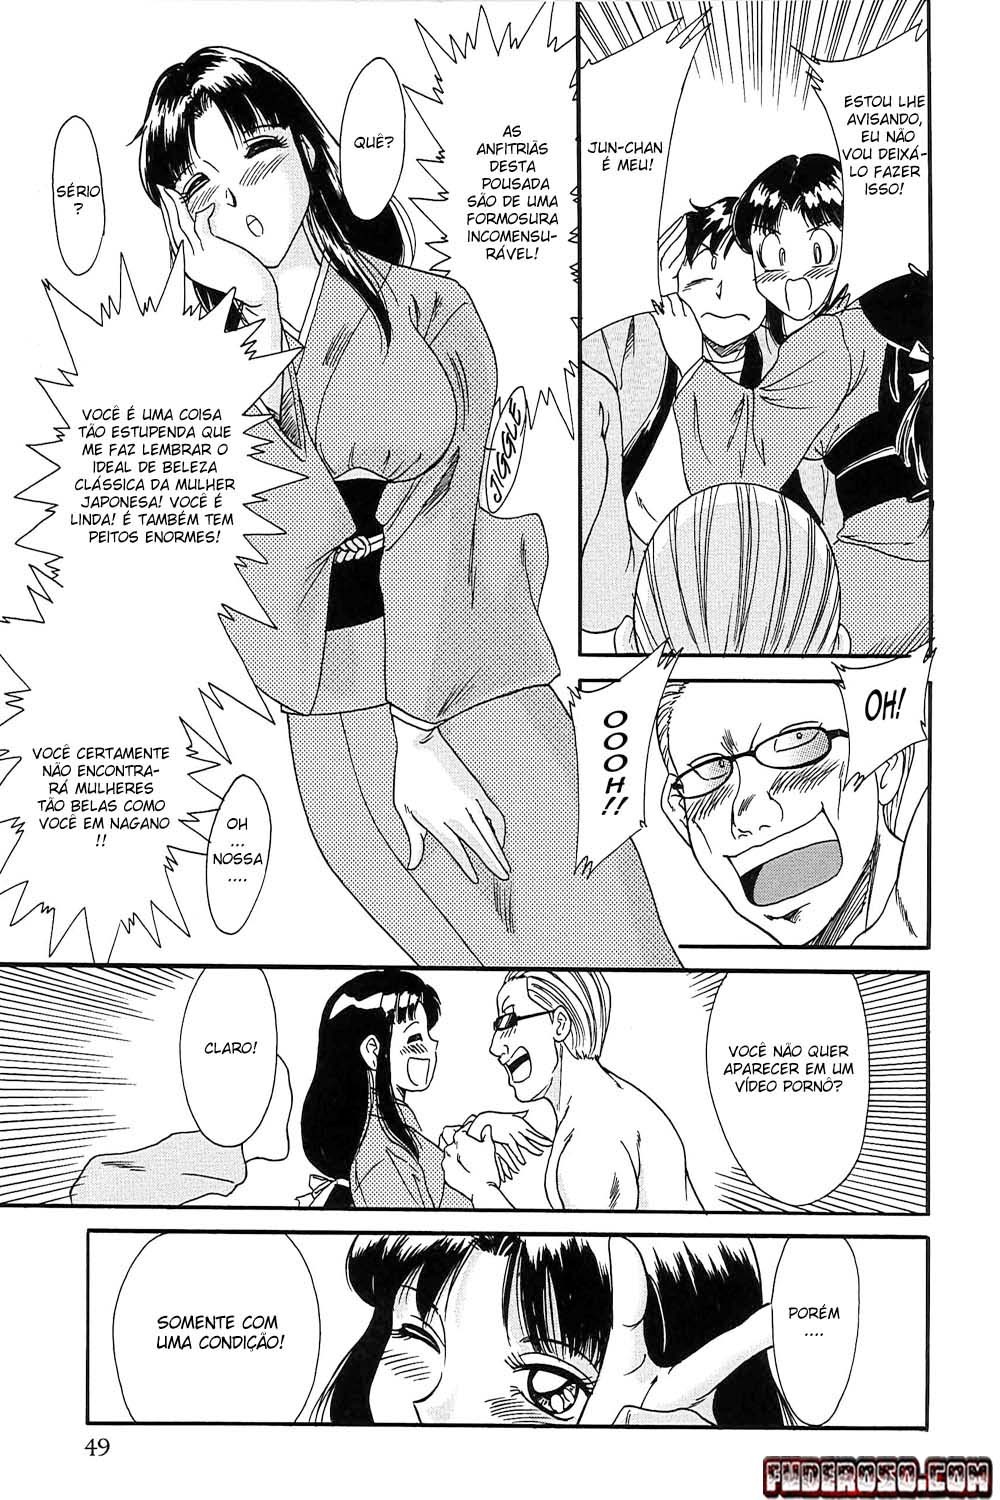 ESTOU LHE
AVISANDO,
EU NÃO
VOU DEIXÁ-
LO FAZER
ISSO!
JUN-CHAN
É MEU!
OH!
OOOH!!
AS
ANFITRIÃS
DESTA
POUSADA
SÃO DE UMA
FORMOSURA
INCOMENSU-
RÁVEL!
QUÊ?
SÉRIO
?
JIGGLE
VOCÊ É UMA COISA
TÃO ESTUPENDA QUE
ME FAZ LEMBRAR O
IDEAL DE BELEZA
CLÁSSICA DA MULHER
JAPONESA! VOCÊ É
LINDA! É TAMBÉM TEM
PEITOS ENORMES!
VOCÊ CERTAMENTE
NÃO ENCONTRA-
RÁ MULHERES
TÃO BELAS COMO
VOCÊ EM NAGANO
!!
OH
...
NOSSA
....
VOCÊ NÃO QUER
APARECER EM UM
VÍDEO PORNÔ?
CLARO!
PORÉM
....
SOMENTE COM
UMA CONDIÇÃO!
49
FUDEROSO.COM